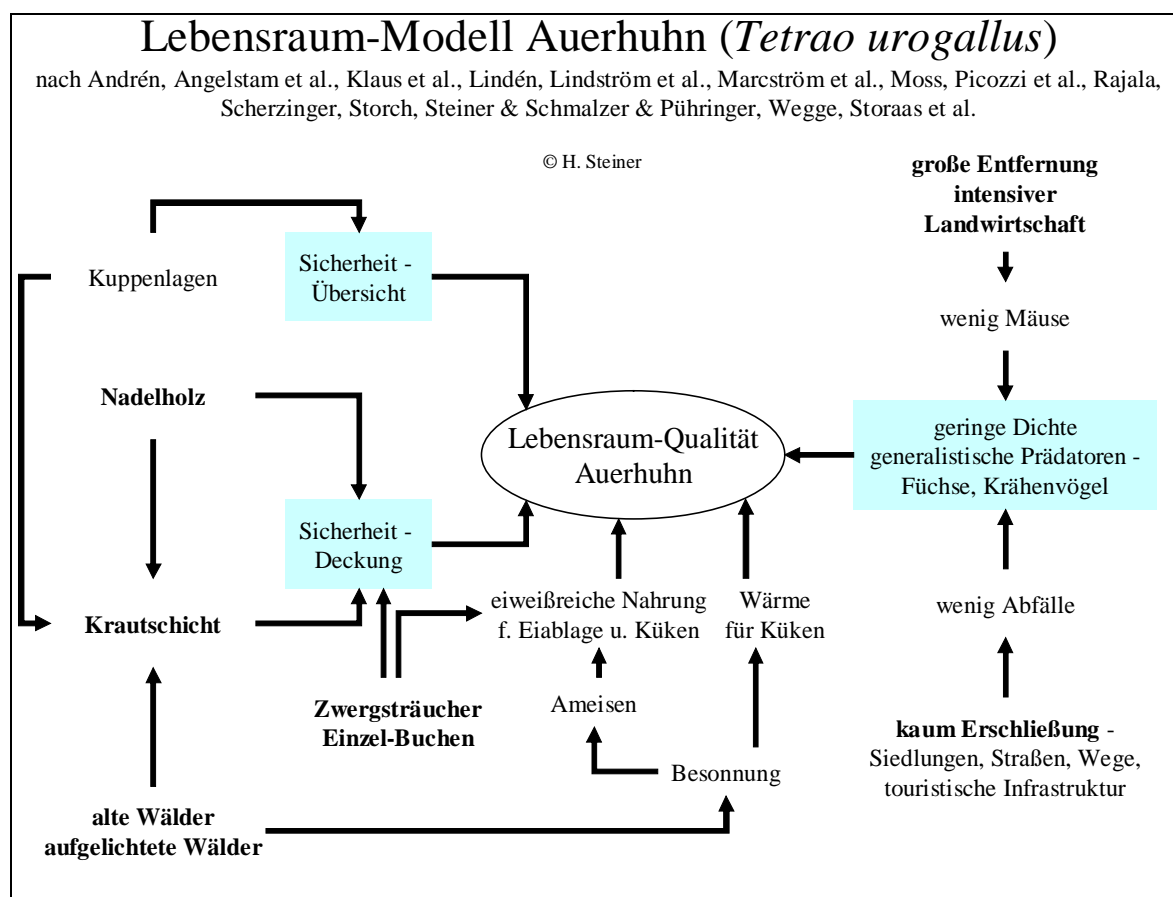 Lebensraum-Modell Auerhuhn (Tetrao urogallus)
nach Andrén, Angelstam et al., Klaus et al., Lindén, Lindström et al., Marcström et al., Moss, Picozzi et al., Rajala,
Scherzinger, Storch, Steiner & Schmalzer & Pühringer, Wegge, Storaas et al.
© H. Steiner
große Entfernung
intensiver
Landwirtschaft
Kuppenlagen
Sicherheit -
Übersicht
wenig Mäuse
Nadelholz
Lebensraum-Qualität
Auerhuhn
geringe Dichte
generalistische Prädatoren -
Füchse, Krähenvögel
Sicherheit -
Deckung
Krautschicht
eiweißreiche Nahrung
f. Eiablage u. Küken
Wärme
für Küken
wenig Abfälle
Zwergsträucher
Einzel-Buchen
Ameisen
Besonnung
kaum Erschließung -
Siedlungen, Straßen, Wege,
touristische Infrastruktur
alte Wälder
aufgelichtete Wälder